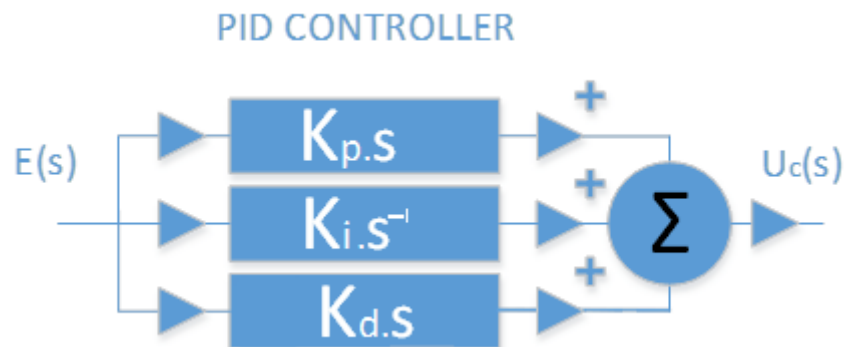 PID CONTROLLER
+
Kp.s
E(s)
Uc(s)
+
Ki.s⁻¹
Σ
+
Kd.s